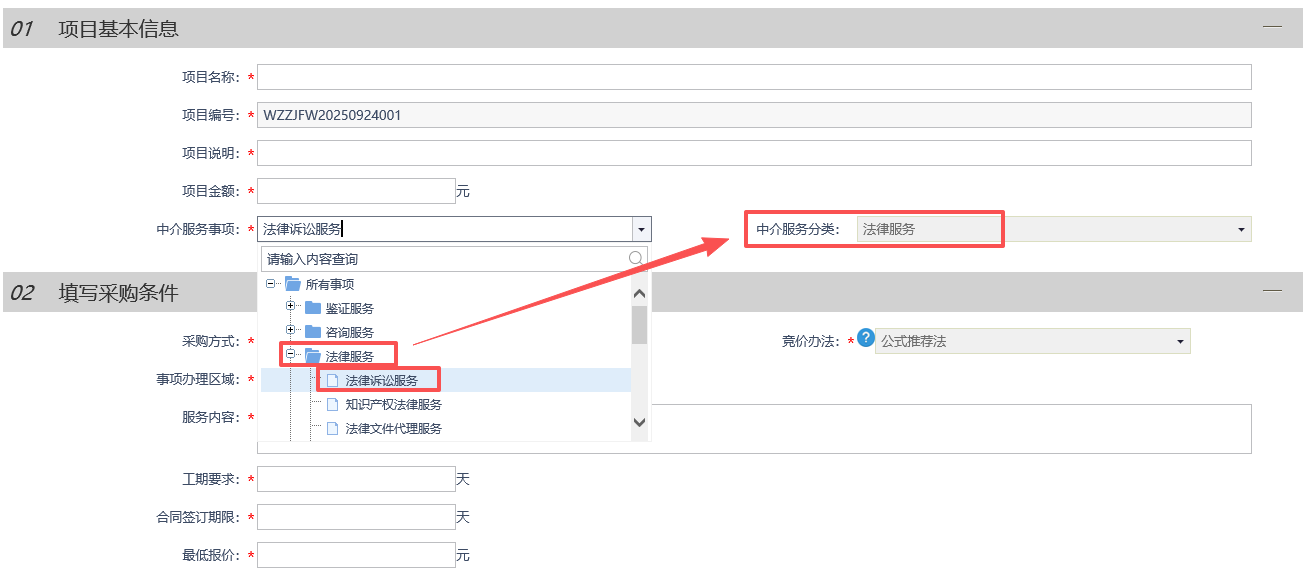 01 项目基本信息
项目名称：*
项目编号：* WZZJFW20250924001
项目说明：*
项目金额：* 元
中介服务事项：* 法律诉讼服务 中介服务分类： 法律服务
请输入内容查询
所有事项
鉴证服务
咨询服务
法律服务
法律诉讼服务
知识产权法律服务
法律文件代理服务
02 填写采购条件
采购方式：* 竞价办法：* ? 公式推荐法
事项办理区域：*
服务内容：*
工期要求：* 天
合同签订期限：* 天
最低报价：* 元